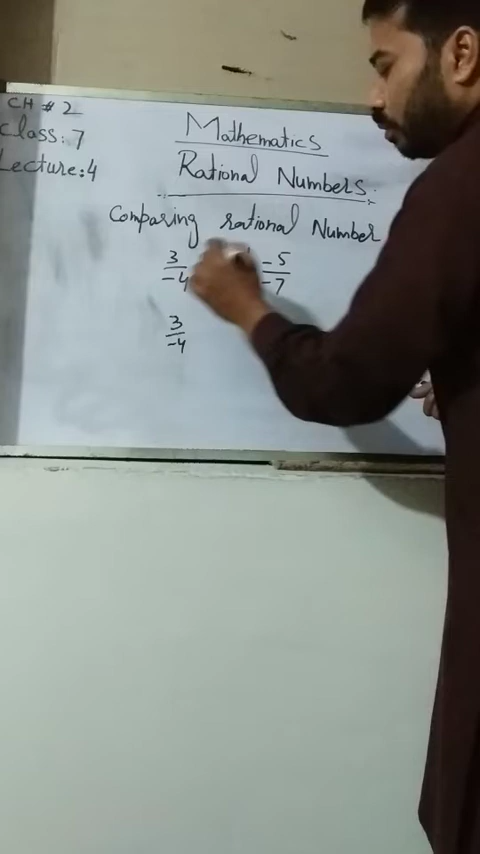 CH # 2
Class: 7
Lecture: 4
Mathematics
Rational Numbers
Comparing rational Number
3/-4 -5/-7
3/-4